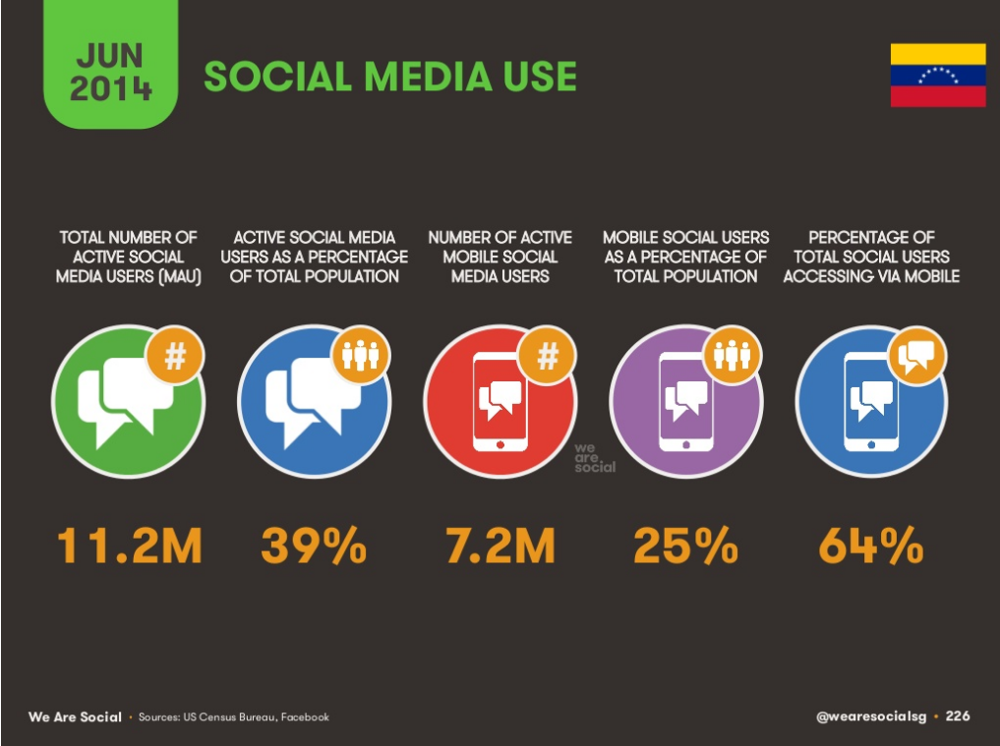 JUN
2014
SOCIAL MEDIA USE
TOTAL NUMBER OF
ACTIVE SOCIAL
MEDIA USERS (MAU)
ACTIVE SOCIAL MEDIA
USERS AS A PERCENTAGE
OF TOTAL POPULATION
NUMBER OF ACTIVE
MOBILE SOCIAL
MEDIA USERS
MOBILE SOCIAL USERS
AS A PERCENTAGE OF
TOTAL POPULATION
PERCENTAGE OF
TOTAL SOCIAL USERS
ACCESSING VIA MOBILE
#
#
we
are
social
11.2M
39%
7.2M
25%
64%
We Are Social • Sources: US Census Bureau, Facebook
@wearesocialsg • 226